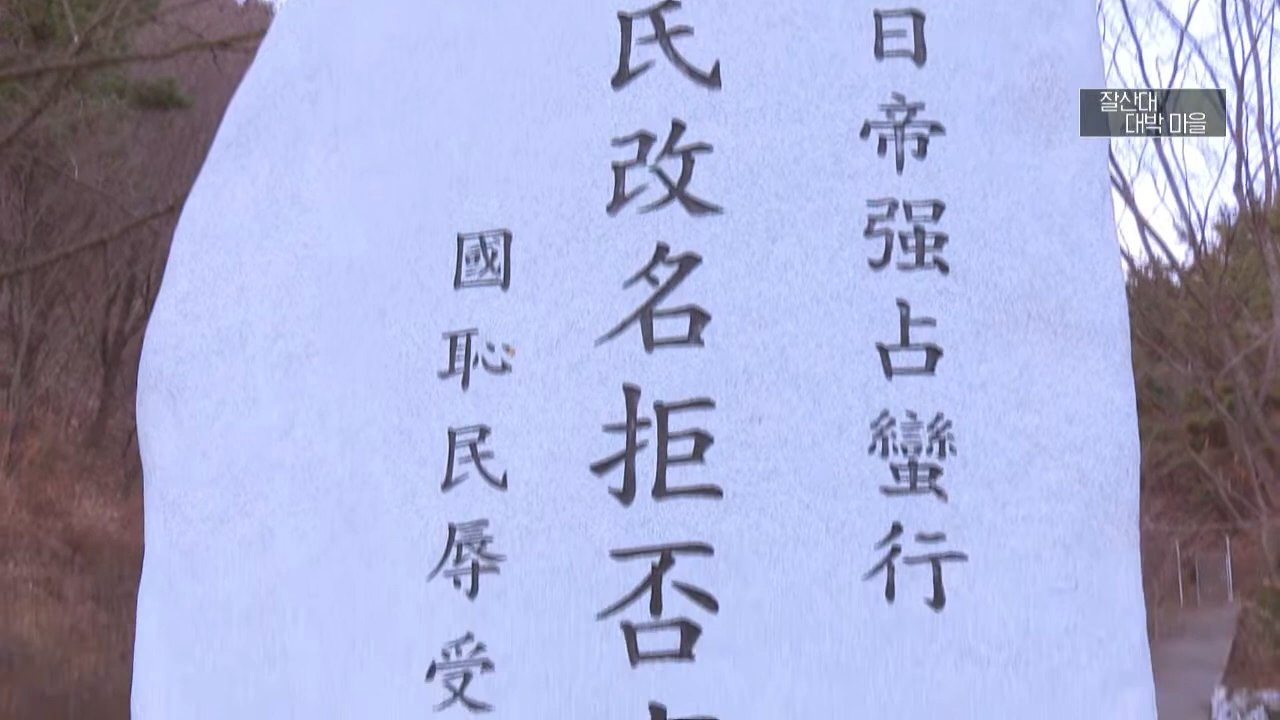 日帝强占蠻行
氏改名拒否
國恥民辱受
잘산대
대박 마을